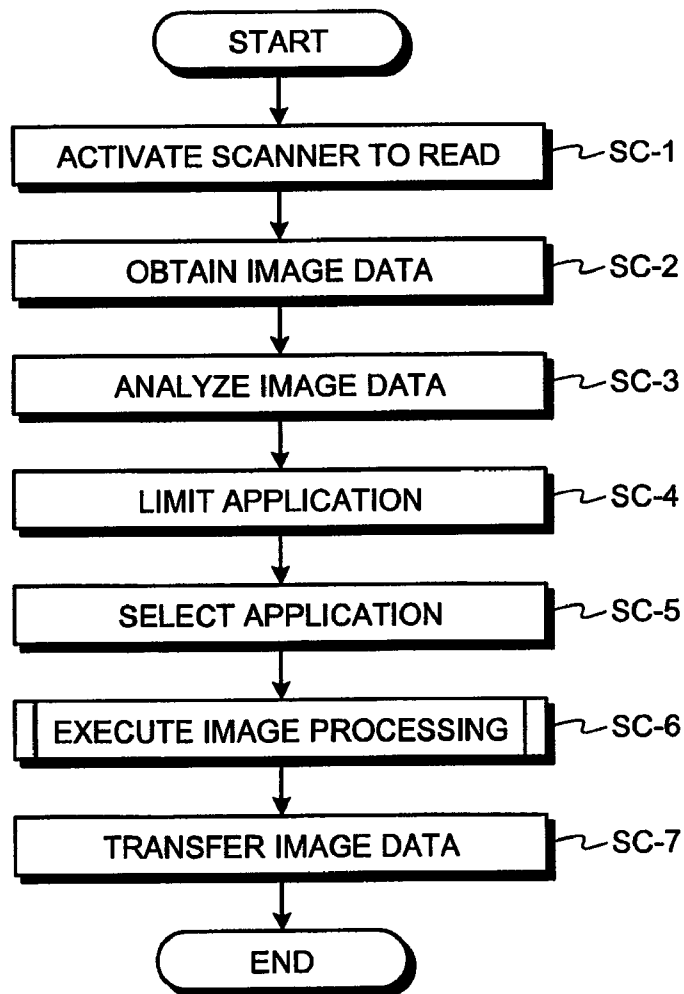 START
ACTIVATE SCANNER TO READ SC-1
OBTAIN IMAGE DATA SC-2
ANALYZE IMAGE DATA SC-3
LIMIT APPLICATION SC-4
SELECT APPLICATION SC-5
EXECUTE IMAGE PROCESSING SC-6
TRANSFER IMAGE DATA SC-7
END